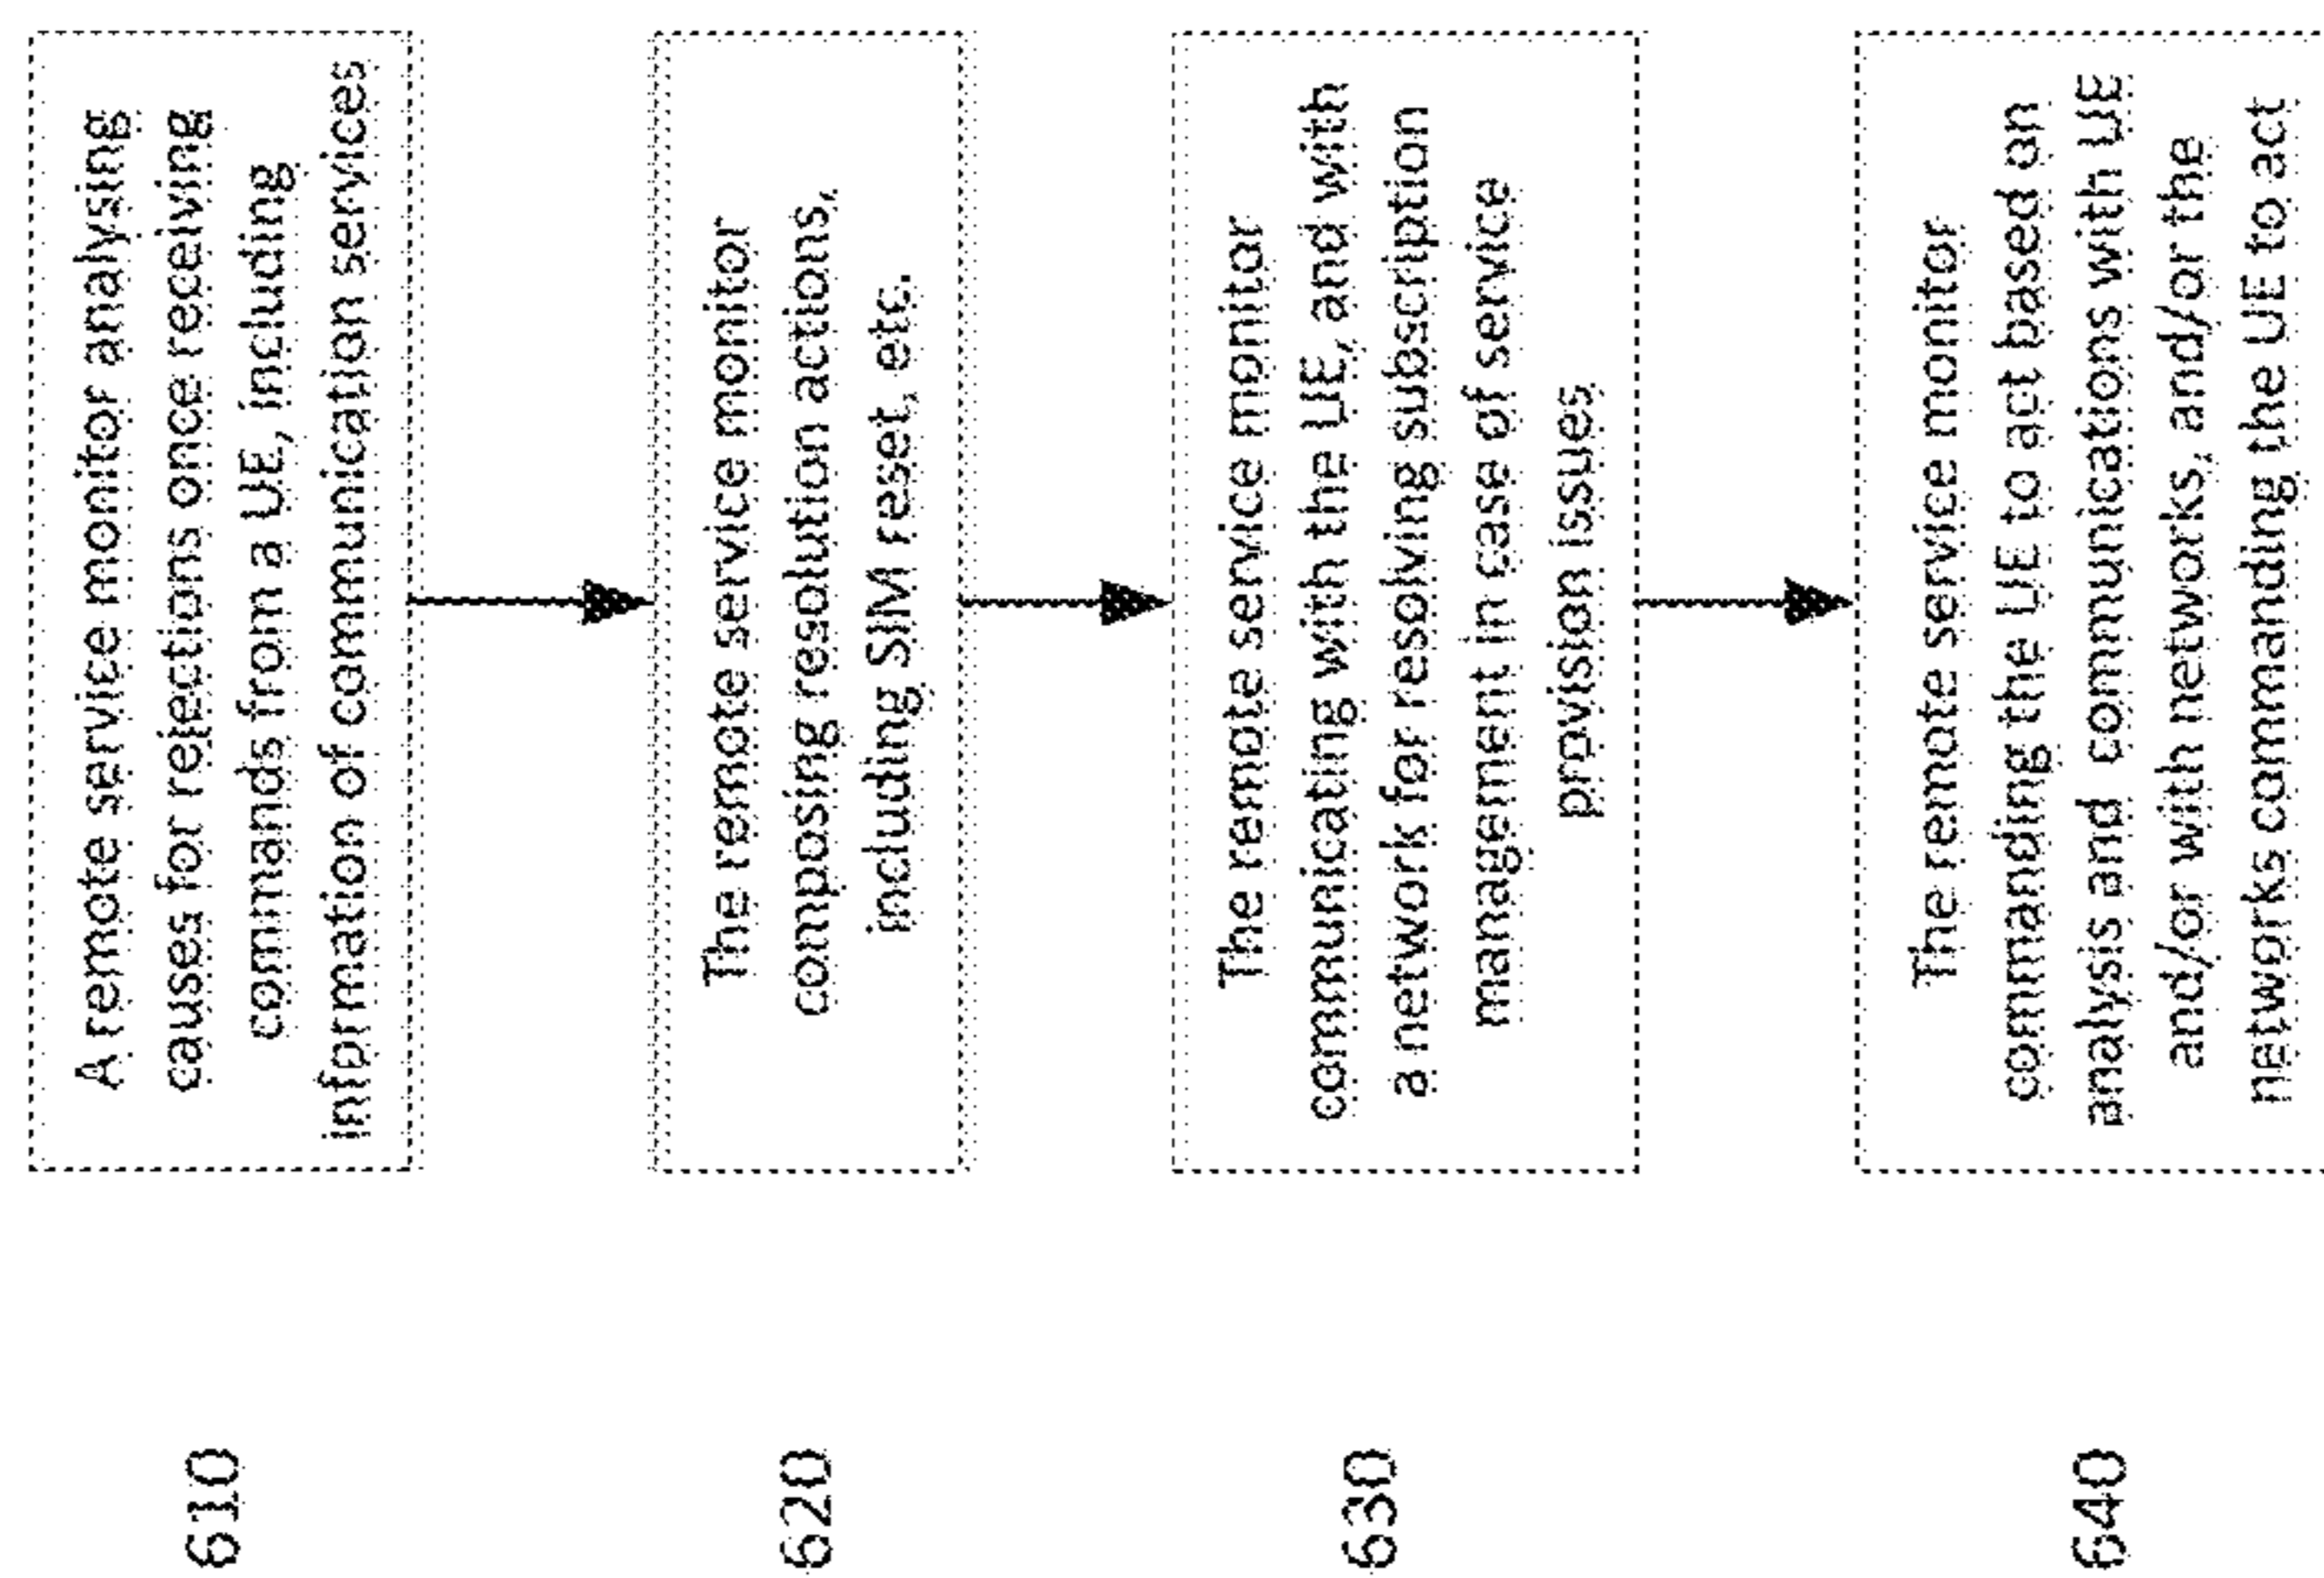 610
A remote service monitor analysing
causes for rejections once receiving
commands from a UE, including
information of communication services
620
The remote service monitor
composing resolution actions,
including SIM reset, etc.
630
The remote service monitor
communicating with the UE, and with
a network for resolving subscription
management in case of service
provision issues
640
The remote service monitor
commanding the UE to act based on
analysis and communications with UE
and/or with networks, and/or the
networks commanding the UE to act